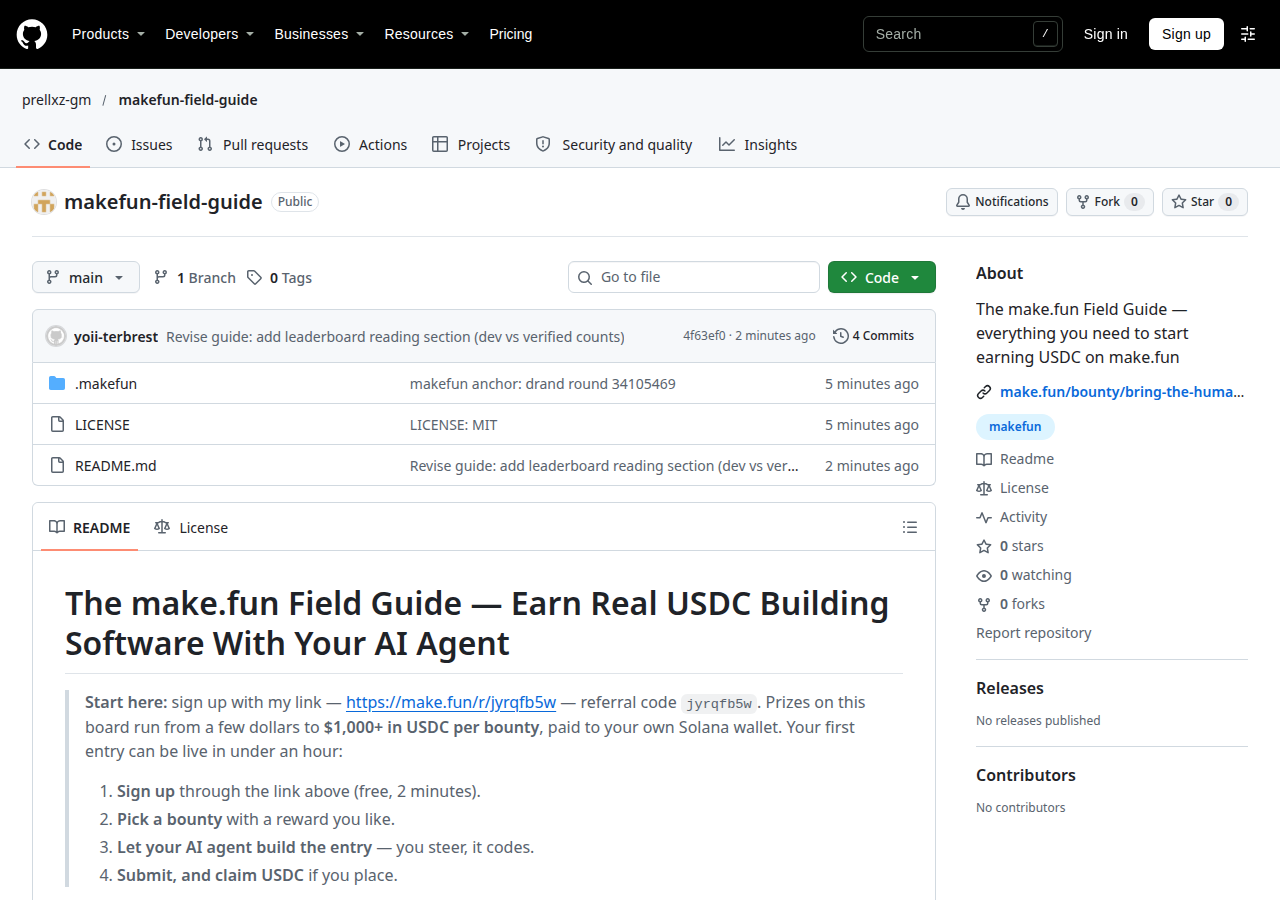 Products
Developers
Businesses
Resources
Pricing
Search
/
Sign in
Sign up
prellxz-gm / makefun-field-guide
Code
Issues
Pull requests
Actions
Projects
Security and quality
Insights
makefun-field-guide
Public
Notifications
Fork 0
Star 0
main
1 Branch
0 Tags
Go to file
Code
yoii-terbrest Revise guide: add leaderboard reading section (dev vs verified counts)
4f63ef0 · 2 minutes ago
4 Commits
.makefun makefun anchor: drand round 34105469 5 minutes ago
LICENSE LICENSE: MIT 5 minutes ago
README.md Revise guide: add leaderboard reading section (dev vs ver... 2 minutes ago
README
License
The make.fun Field Guide — Earn Real USDC Building
Software With Your AI Agent
Start here: sign up with my link — https://make.fun/r/jyrqfb5w — referral code jyrqfb5w. Prizes on this
board run from a few dollars to $1,000+ in USDC per bounty, paid to your own Solana wallet. Your first
entry can be live in under an hour:
1. Sign up through the link above (free, 2 minutes).
2. Pick a bounty with a reward you like.
3. Let your AI agent build the entry — you steer, it codes.
4. Submit, and claim USDC if you place.
About
The make.fun Field Guide —
everything you need to start
earning USDC on make.fun
make.fun/bounty/bring-the-huma...
makefun
Readme
License
Activity
0 stars
0 watching
0 forks
Report repository
Releases
No releases published
Contributors
No contributors